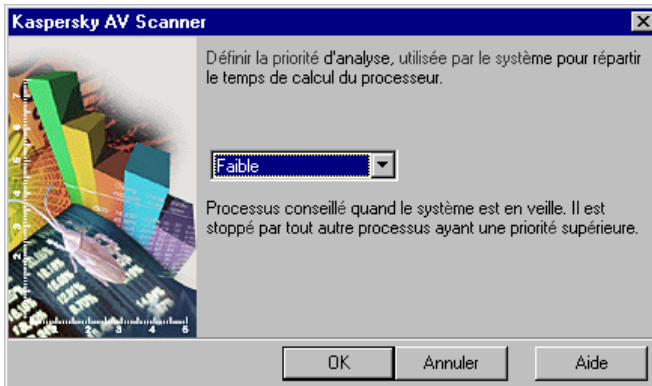 Kaspersky AV Scanner
Définir la priorité d'analyse, utilisée par le système pour répartir
le temps de calcul du processeur.
Faible
Processus conseillé quand le système est en veille. Il est
stoppé par tout autre processus ayant une priorité supérieure.
OK Annuler Aide